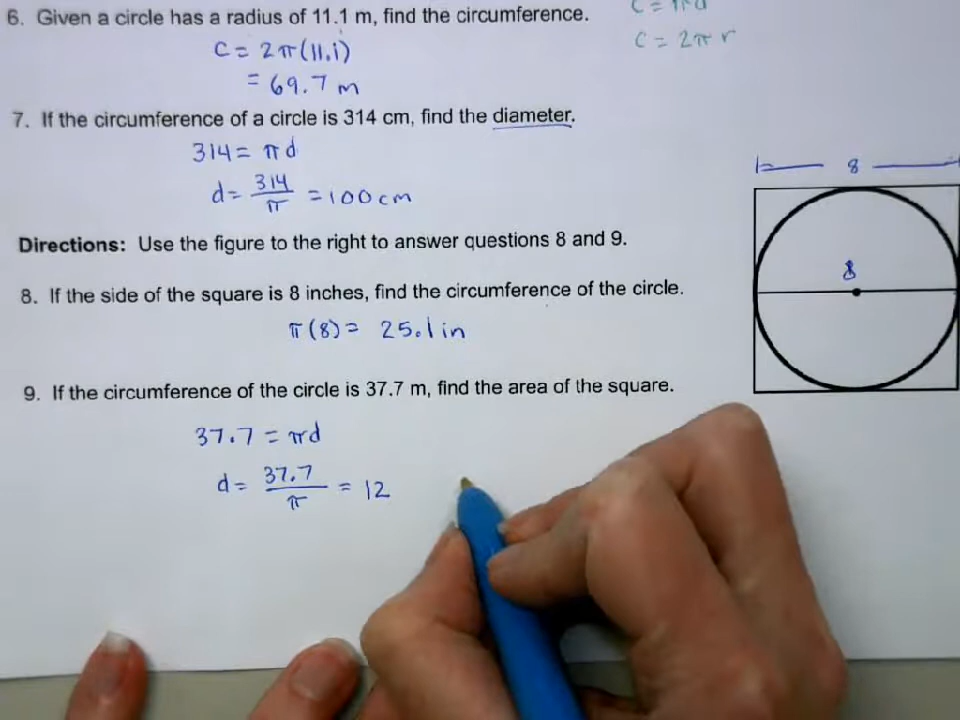 6. Given a circle has a radius of 11.1 m, find the circumference.
C = πd
C = 2π(11.1)
C = 2πr
= 69.7 m
7. If the circumference of a circle is 314 cm, find the diameter.
314 = πd
d = 314/π = 100cm
8
Directions: Use the figure to the right to answer questions 8 and 9.
8
8. If the side of the square is 8 inches, find the circumference of the circle.
π(8) = 25.1 in
9. If the circumference of the circle is 37.7 m, find the area of the square.
37.7 = πd
d = 37.7/π = 12